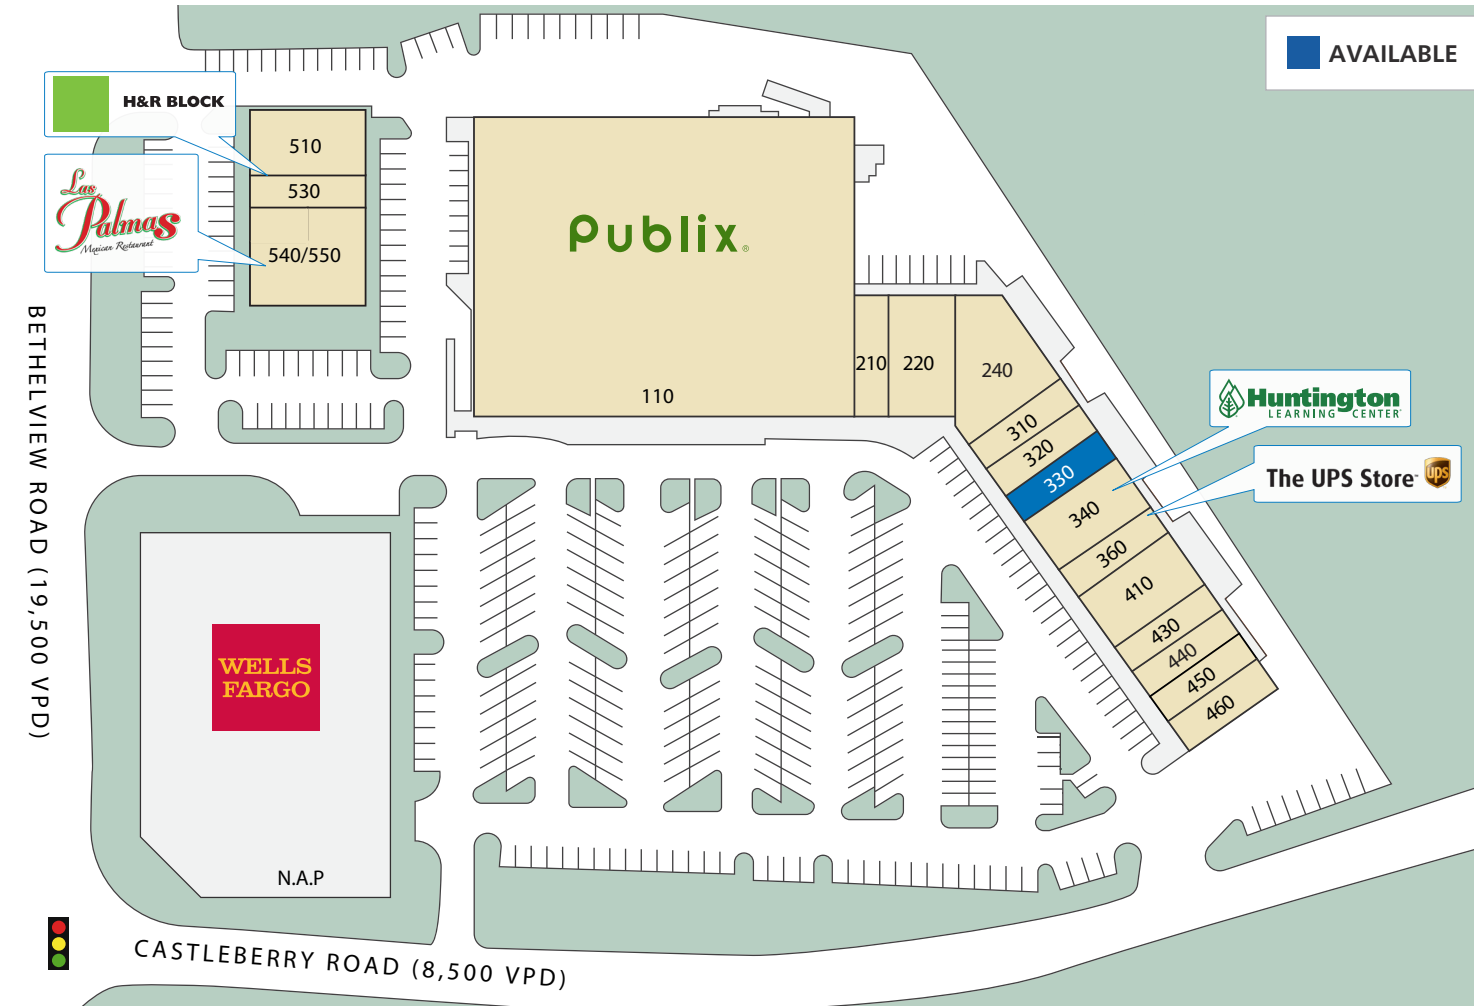 AVAILABLE
H&R BLOCK
510
530
Las
Palmas
Mexican Restaurant
540/550
Publix®
110
210
220
240
310
320
330
340
360
410
430
440
450
460
Huntington
LEARNING CENTER
The UPS Store
ups
BETHELVIEW ROAD (19,500 VPD)
WELLS
FARGO
N.A.P
CASTLEBERRY ROAD (8,500 VPD)